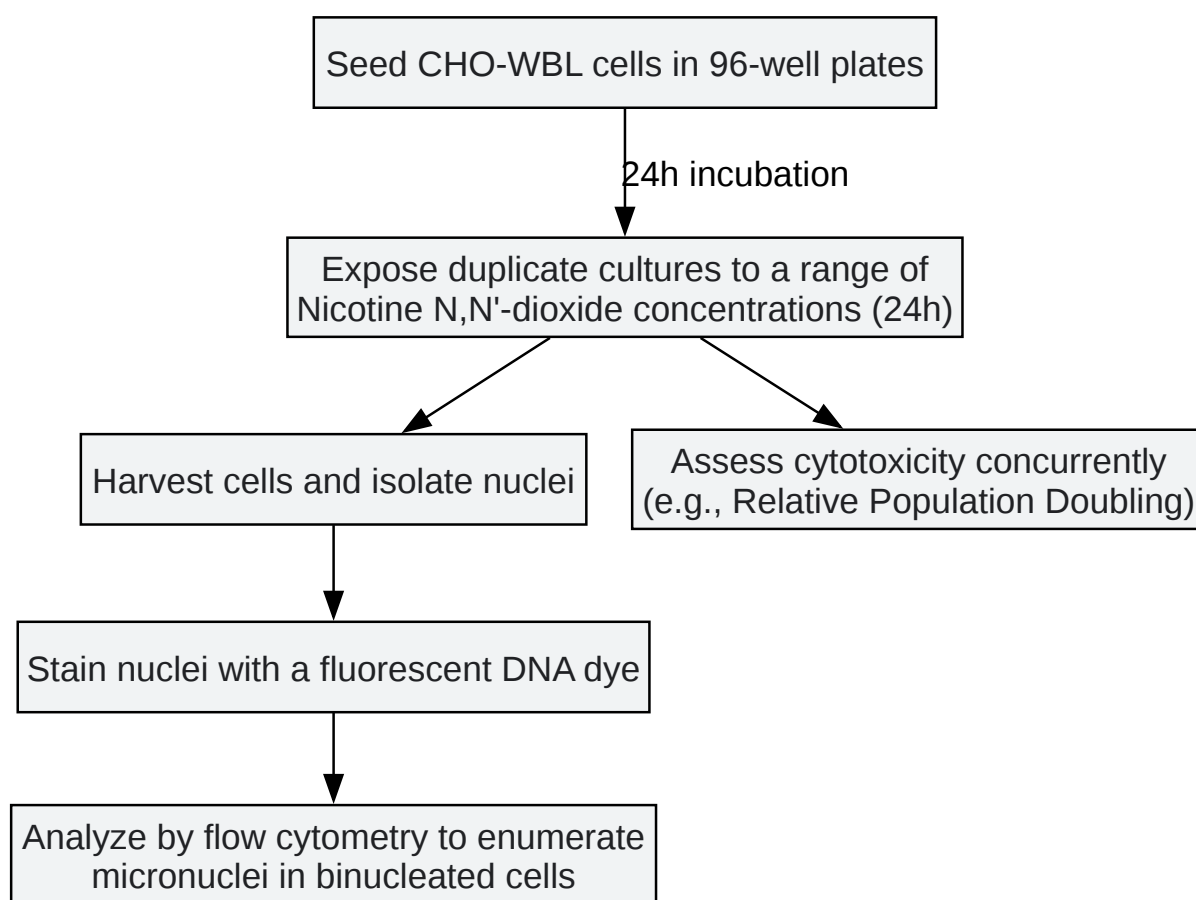 Seed CHO-WBL cells in 96-well plates
24h incubation
Expose duplicate cultures to a range of
Nicotine N,N'-dioxide concentrations (24h)
Harvest cells and isolate nuclei
Assess cytotoxicity concurrently
(e.g., Relative Population Doubling)
Stain nuclei with a fluorescent DNA dye
Analyze by flow cytometry to enumerate
micronuclei in binucleated cells